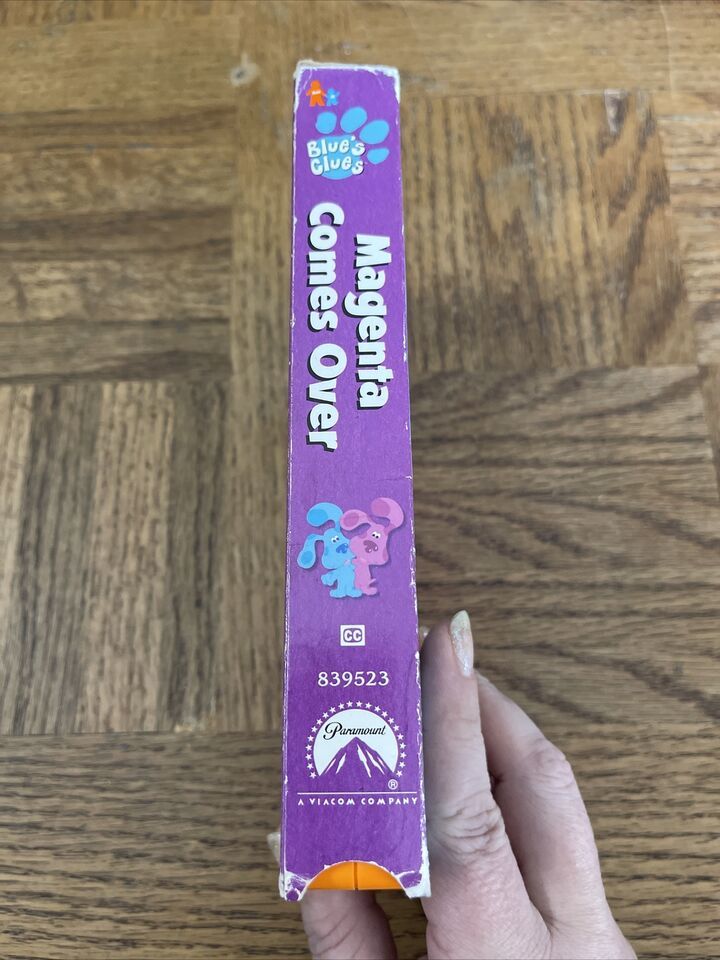 Blue's
Clues
Magenta
Comes Over
CC
839523
Paramount
®
A VIACOM COMPANY